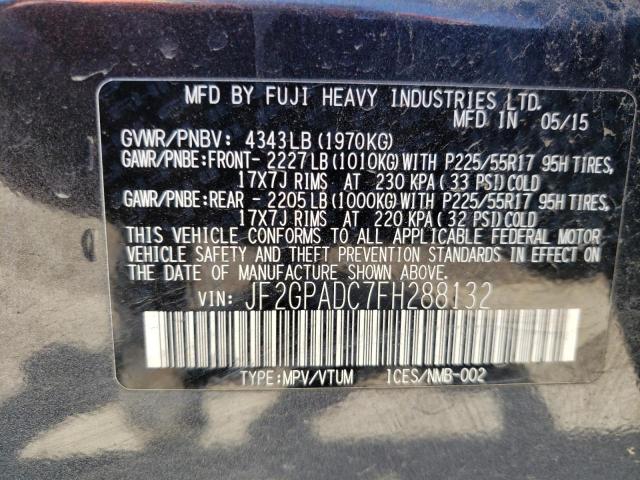 MFD BY FUJI HEAVY INDUSTRIES LTD.
MFD IN 05/15
GVWR/PNBV: 4343LB (1970KG)
GAWR/PNBE:FRONT-2227LB (1010KG) WITH P225/55R17 95H TIRES,
17X7J RIMS AT 230 KPA (33 PSI) COLD
GAWR/PNBE:REAR -2205LB (1000KG) WITH P225/55R17 95H TIRES,
17X7J RIMS AT 220 KPA (32 PSI) COLD
THIS VEHICLE CONFORMS TO ALL APPLICABLE FEDERAL MOTOR
VEHICLE SAFETY AND THEFT PREVENTION STANDARDS IN EFFECT ON
THE DATE OF MANUFACTURE SHOWN ABOVE.
VIN: JF2GPADC7FH288132
TYPE:MPV/VTUM ICES/NMB-002